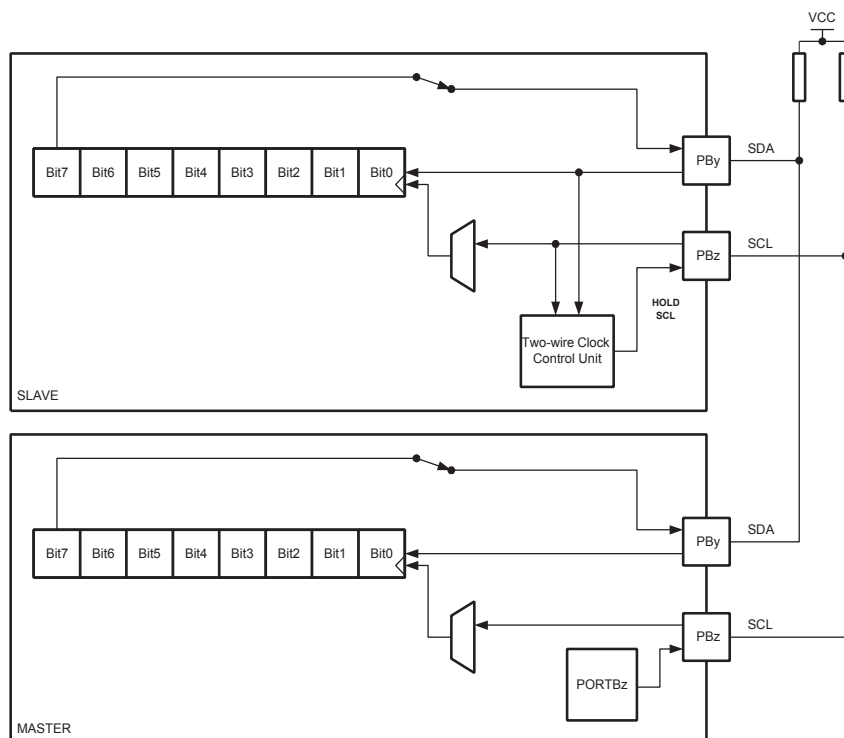 VCC
Bit7 Bit6 Bit5 Bit4 Bit3 Bit2 Bit1 Bit0
PBy
SDA
PBz
SCL
HOLD
SCL
Two-wire Clock
Control Unit
SLAVE
Bit7 Bit6 Bit5 Bit4 Bit3 Bit2 Bit1 Bit0
PBy
SDA
PBz
SCL
PORTBz
MASTER